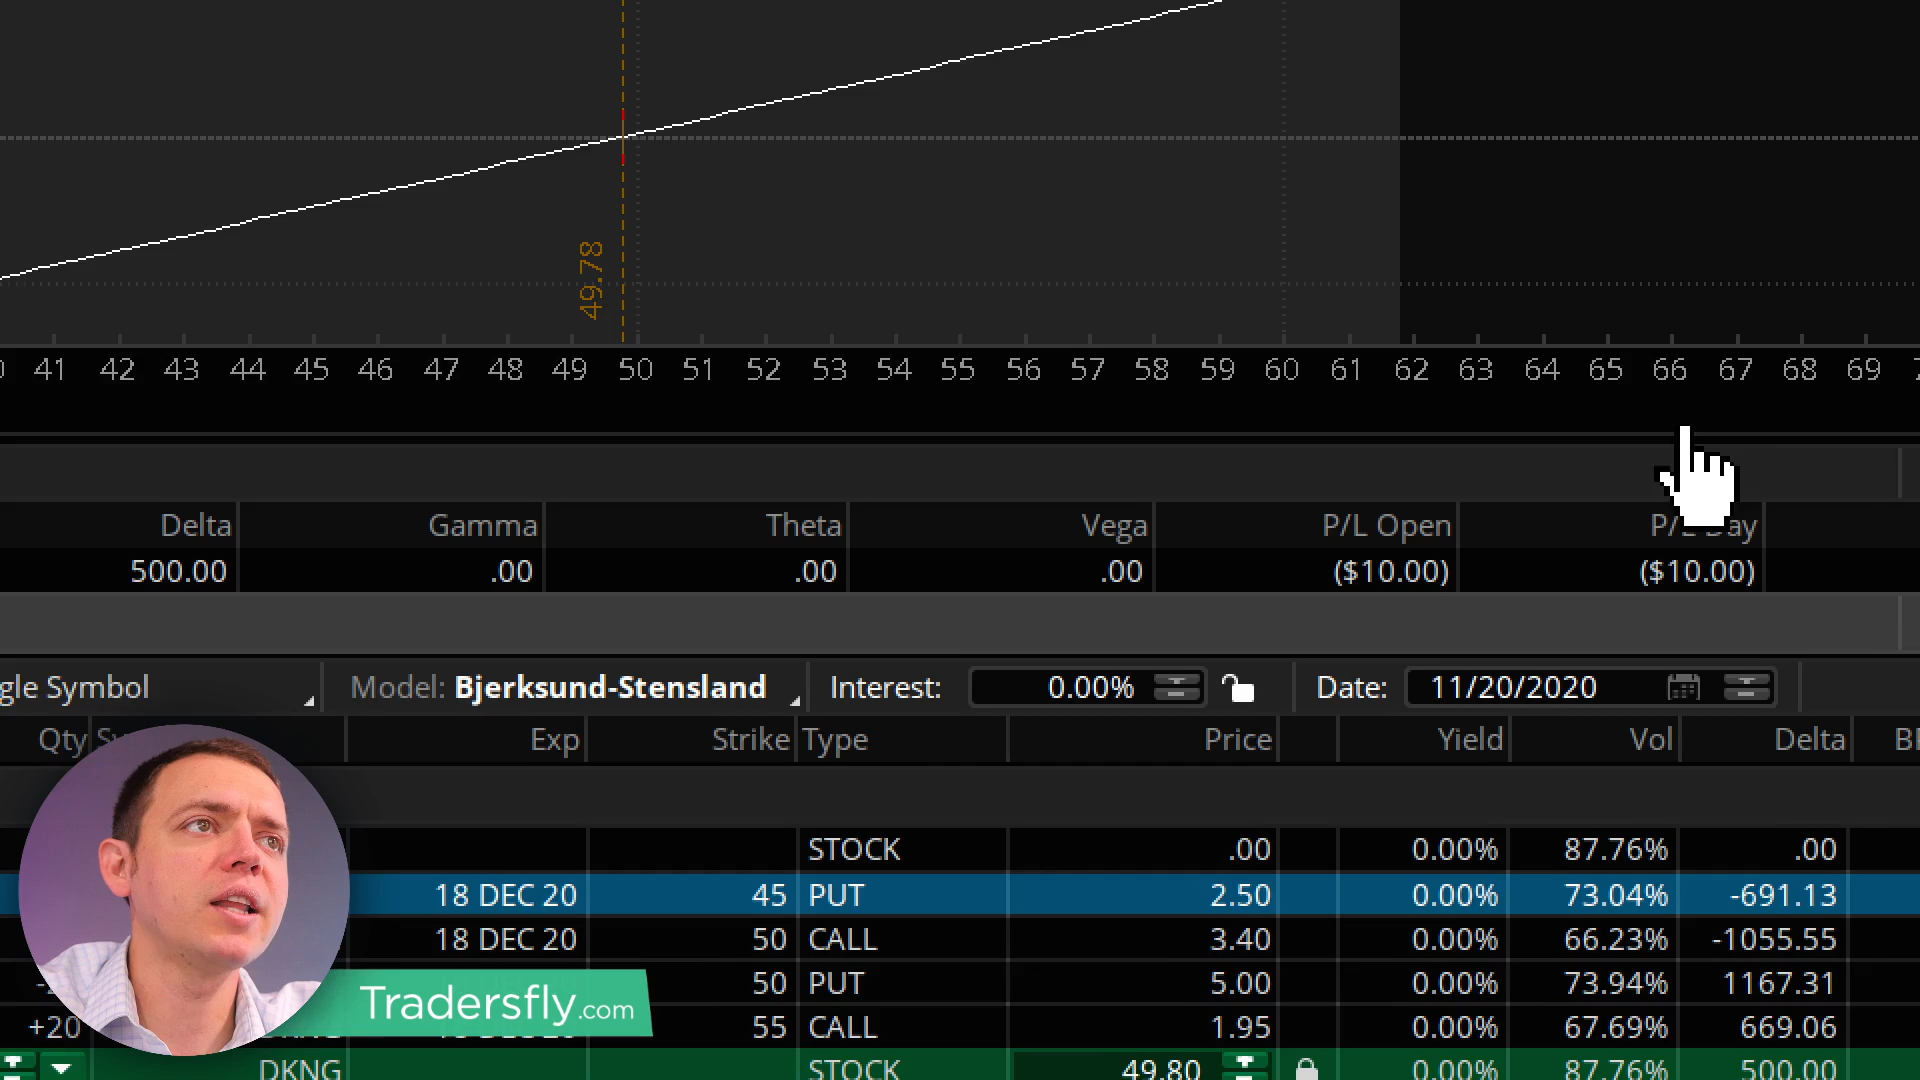 49.78
41 42 43 44 45 46 47 48 49 50 51 52 53 54 55 56 57 58 59 60 61 62 63 64 65 66 67 68 69
Delta Gamma Theta Vega P/L Open P/L Day
500.00 .00 .00 .00 ($10.00) ($10.00)
gle Symbol Model: Bjerksund-Stensland Interest: 0.00% Date: 11/20/2020
Qty Exp Strike Type Price Yield Vol Delta
STOCK .00 0.00% 87.76% .00
18 DEC 20 45 PUT 2.50 0.00% 73.04% -691.13
18 DEC 20 50 CALL 3.40 0.00% 66.23% -1055.55
50 PUT 5.00 0.00% 73.94% 1167.31
Tradersfly.com
+20 55 CALL 1.95 0.00% 67.69% 669.06
DKNG STOCK 49.80 0.00% 87.76% 500.00